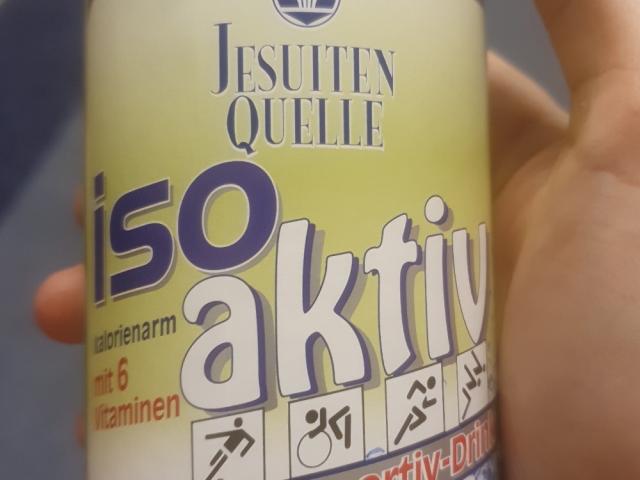 JESUITEN
QUELLE
iso
aktiv
kalorienarm
mit 6
Vitaminen